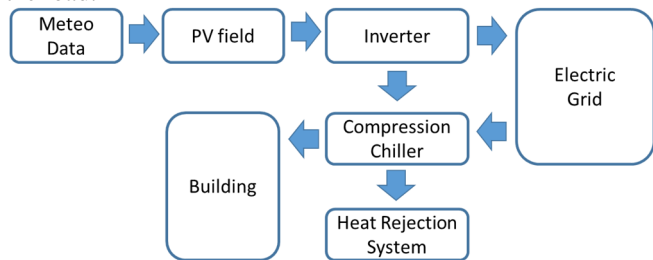 Meteo
Data
PV field
Inverter
Electric
Grid
Compression
Chiller
Building
Heat Rejection
System